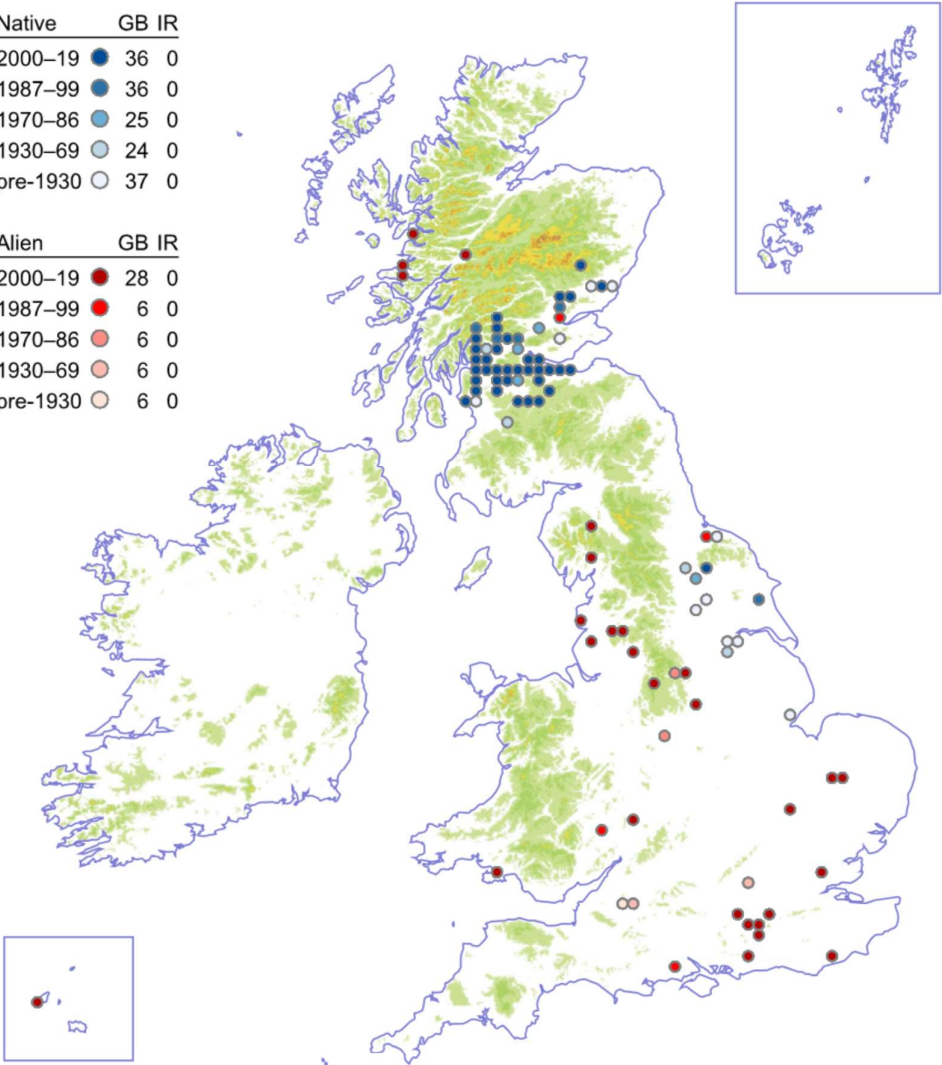 Native GB IR
2000–19 36 0
1987–99 36 0
1970–86 25 0
1930–69 24 0
pre-1930 37 0
Alien GB IR
2000–19 28 0
1987–99 6 0
1970–86 6 0
1930–69 6 0
pre-1930 6 0